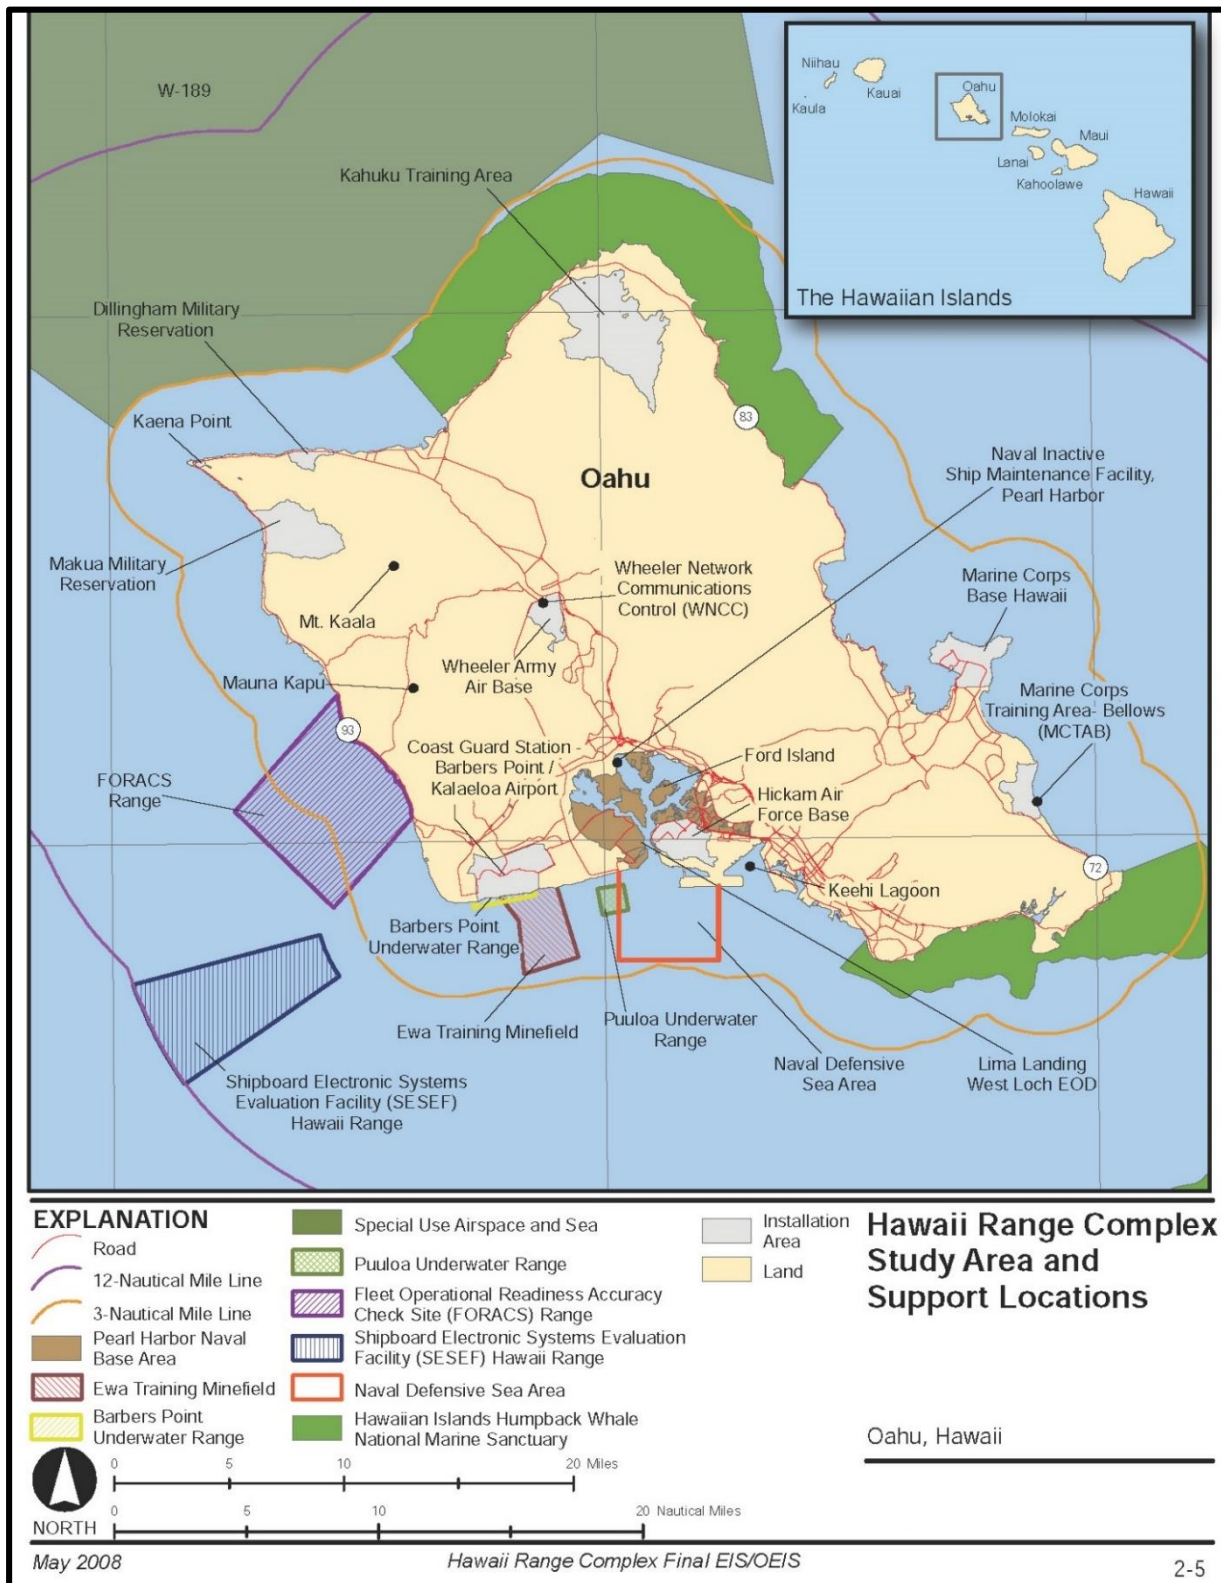 W-189
Niihau
Kaula
Kauai
Oahu
Molokai
Maui
Lanai
Kahoolawe
Hawaii
The Hawaiian Islands
Kahuku Training Area
Dillingham Military
Reservation
Kaena Point
83
Naval Inactive
Ship Maintenance Facility,
Pearl Harbor
Oahu
Makua Military
Reservation
Mt. Kaala
Wheeler Network
Communications
Control (WNCC)
Marine Corps
Base Hawaii
Mauna Kapu
Wheeler Army
Air Base
Marine Corps
Training Area- Bellows
(MCTAB)
93
Coast Guard Station -
Barbers Point /
Kalaeloa Airport
Ford Island
FORACS
Range
Hickam Air
Force Base
72
Keehi Lagoon
Barbers Point
Underwater Range
Ewa Training Minefield
Puuloa Underwater
Range
Naval Defensive
Sea Area
Lima Landing
West Loch EOD
Shipboard Electronic Systems
Evaluation Facility (SESEF)
Hawaii Range
EXPLANATION
Road
12-Nautical Mile Line
3-Nautical Mile Line
Pearl Harbor Naval
Base Area
Ewa Training Minefield
Barbers Point
Underwater Range
Special Use Airspace and Sea
Puuloa Underwater Range
Fleet Operational Readiness Accuracy
Check Site (FORACS) Range
Shipboard Electronic Systems Evaluation
Facility (SESEF) Hawaii Range
Naval Defensive Sea Area
Hawaiian Islands Humpback Whale
National Marine Sanctuary
Installation
Area
Land
Hawaii Range Complex
Study Area and
Support Locations
Oahu, Hawaii
NORTH
0 5 10 20 Miles
0 5 10 20 Nautical Miles
May 2008
Hawaii Range Complex Final EIS/OEIS
2-5